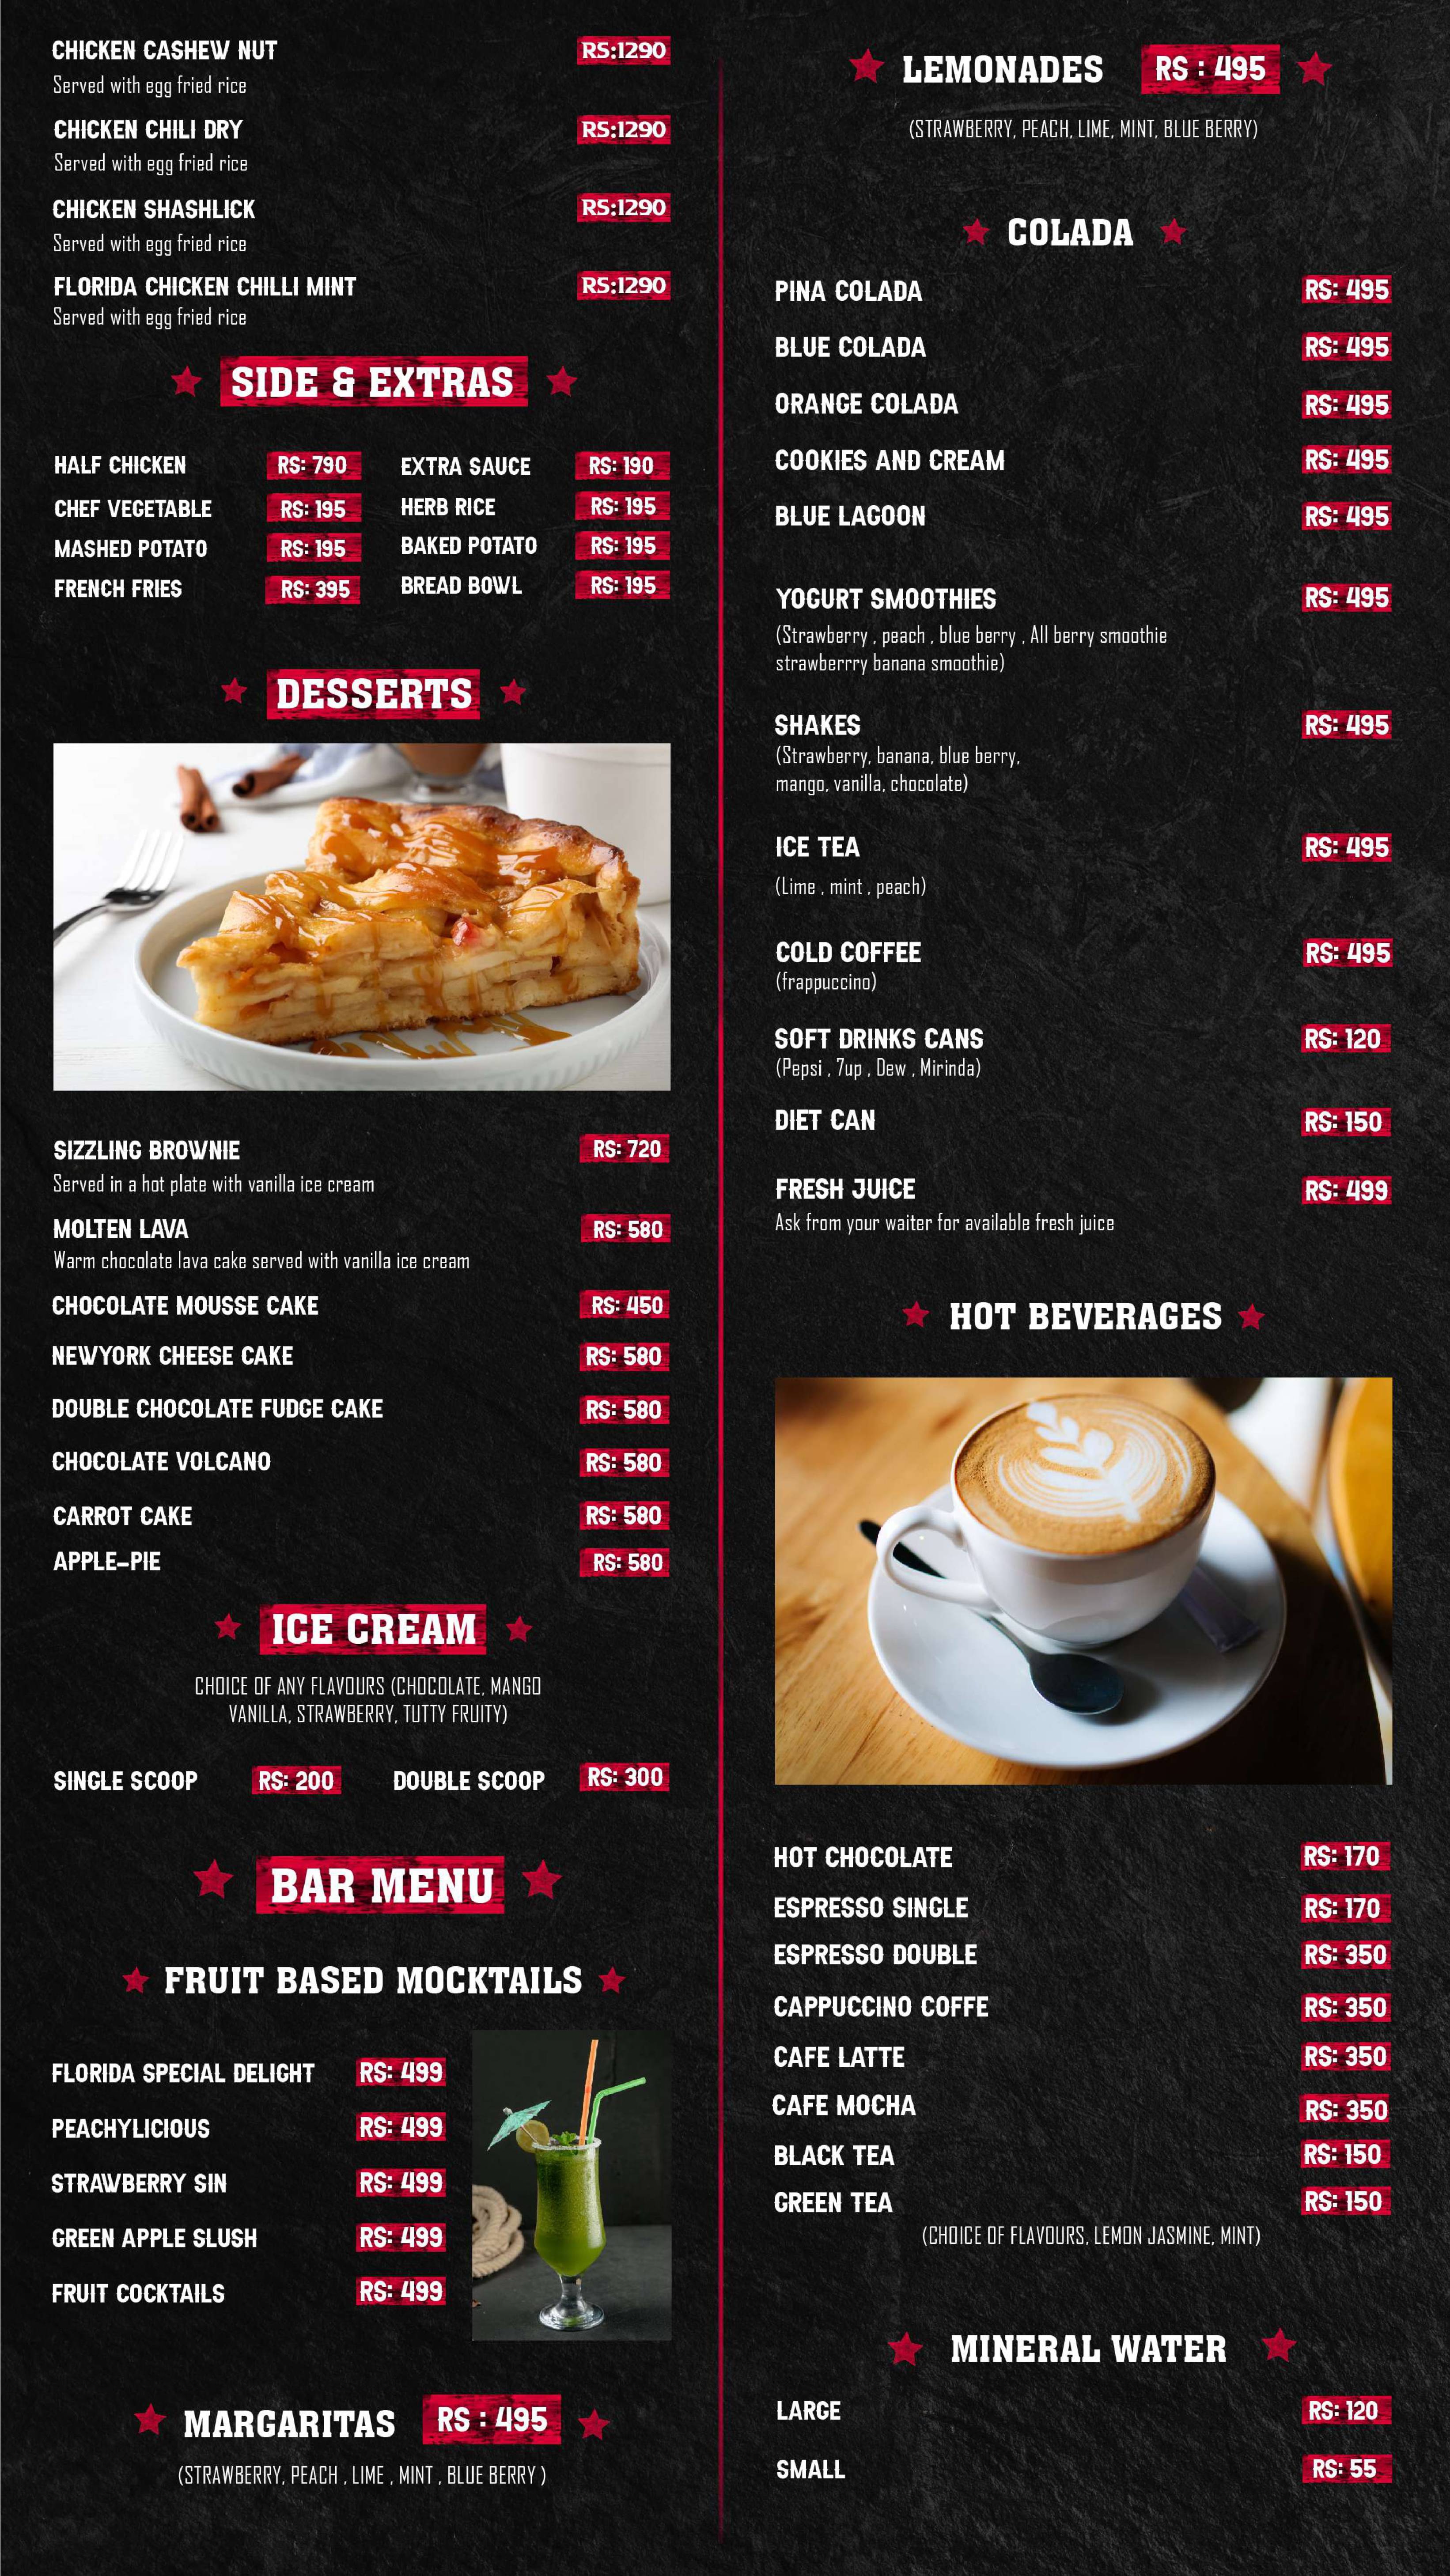 CHICKEN CASHEW NUT RS:1290
Served with egg fried rice
CHICKEN CHILI DRY RS:1290
Served with egg fried rice
CHICKEN SHASHLICK RS:1290
Served with egg fried rice
FLORIDA CHICKEN CHILLI MINT RS:1290
Served with egg fried rice
SIDE & EXTRAS
HALF CHICKEN RS: 790 EXTRA SAUCE RS: 190
CHEF VEGETABLE RS: 195 HERB RICE RS: 195
MASHED POTATO RS: 195 BAKED POTATO RS: 195
FRENCH FRIES RS: 395 BREAD BOWL RS: 195
DESSERTS
SIZZLING BROWNIE RS: 720
Served in a hot plate with vanilla ice cream
MOLTEN LAVA RS: 580
Warm chocolate lava cake served with vanilla ice cream
CHOCOLATE MOUSSE CAKE RS: 450
NEWYORK CHEESE CAKE RS: 580
DOUBLE CHOCOLATE FUDGE CAKE RS: 580
CHOCOLATE VOLCANO RS: 580
CARROT CAKE RS: 580
APPLE-PIE RS: 580
ICE CREAM
CHOICE OF ANY FLAVOURS (CHOCOLATE, MANGO
VANILLA, STRAWBERRY, TUTTY FRUITY)
SINGLE SCOOP RS: 200 DOUBLE SCOOP RS: 300
BAR MENU
FRUIT BASED MOCKTAILS
FLORIDA SPECIAL DELIGHT RS: 499
PEACHYLICIOUS RS: 499
STRAWBERRY SIN RS: 499
GREEN APPLE SLUSH RS: 499
FRUIT COCKTAILS RS: 499
MARGARITAS RS : 495
(STRAWBERRY, PEACH , LIME , MINT , BLUE BERRY )
LEMONADES RS : 495
(STRAWBERRY, PEACH, LIME, MINT, BLUE BERRY)
COLADA
PINA COLADA RS: 495
BLUE COLADA RS: 495
ORANGE COLADA RS: 495
COOKIES AND CREAM RS: 495
BLUE LAGOON RS: 495
YOGURT SMOOTHIES RS: 495
(Strawberry , peach , blue berry , All berry smoothie
strawberrry banana smoothie)
SHAKES RS: 495
(Strawberry, banana, blue berry,
mango, vanilla, chocolate)
ICE TEA RS: 495
(Lime , mint , peach)
COLD COFFEE RS: 495
(frappuccino)
SOFT DRINKS CANS RS: 120
(Pepsi , 7up , Dew , Mirinda)
DIET CAN RS: 150
FRESH JUICE RS: 499
Ask from your waiter for available fresh juice
HOT BEVERAGES
HOT CHOCOLATE RS: 170
ESPRESSO SINGLE RS: 170
ESPRESSO DOUBLE RS: 350
CAPPUCCINO COFFE RS: 350
CAFE LATTE RS: 350
CAFE MOCHA RS: 350
BLACK TEA RS: 150
GREEN TEA RS: 150
(CHOICE OF FLAVOURS, LEMON JASMINE, MINT)
MINERAL WATER
LARGE RS: 120
SMALL RS: 55